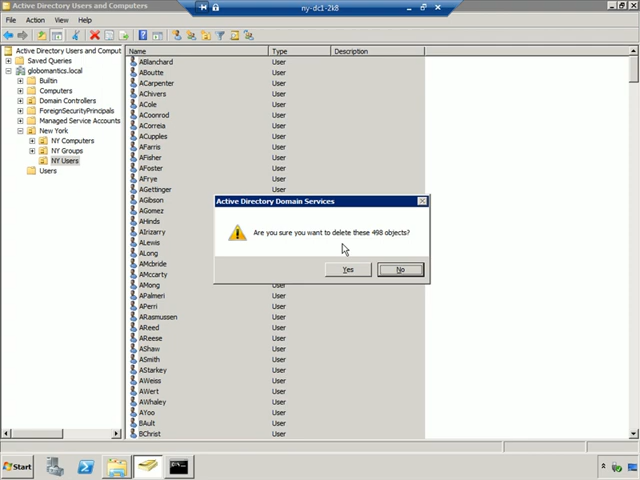 Active Directory Users and Computers
ny-dc1-2k8
File Action View Help
Active Directory Users and Comput
Saved Queries
globomantics.local
Builtin
Computers
Domain Controllers
ForeignSecurityPrincipals
Managed Service Accounts
New York
NY Computers
NY Groups
NY Users
Users
Name Type Description
ABlanchard User
ABoutte User
ACarpenter User
AChivers User
ACole User
ACoonrod User
ACorreia User
ACupples User
AFarris User
AFisher User
AFoster User
AFrye User
AGettinger User
AGibson
AGomez
AHinds
AIrizarry
ALewis
ALong
AMcbride
AMccarty
AMong User
APalmeri User
APerri User
ARasmussen User
AReed User
AReese User
AShaw User
ASmith User
AStarkey User
AWeiss User
AWert User
AWhaley User
AYoo User
BAult User
BChrist User
Active Directory Domain Services
Are you sure you want to delete these 498 objects?
Yes No
Start